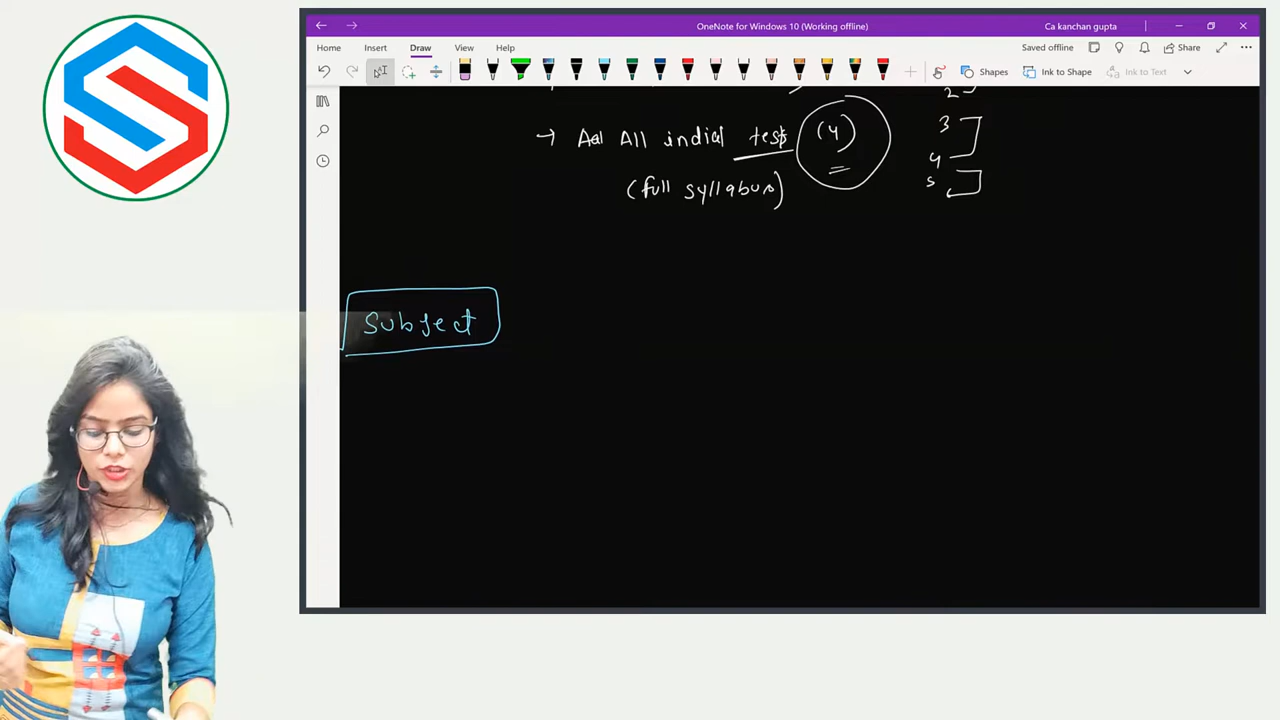 OneNote for Windows 10 (Working offline)
Ca kanchan gupta
Home Insert Draw View Help
Saved offline Share
Shapes Ink to Shape Ink to Text
2
→ All indial test (4)
(full syllabus)
3
4
5
Subject